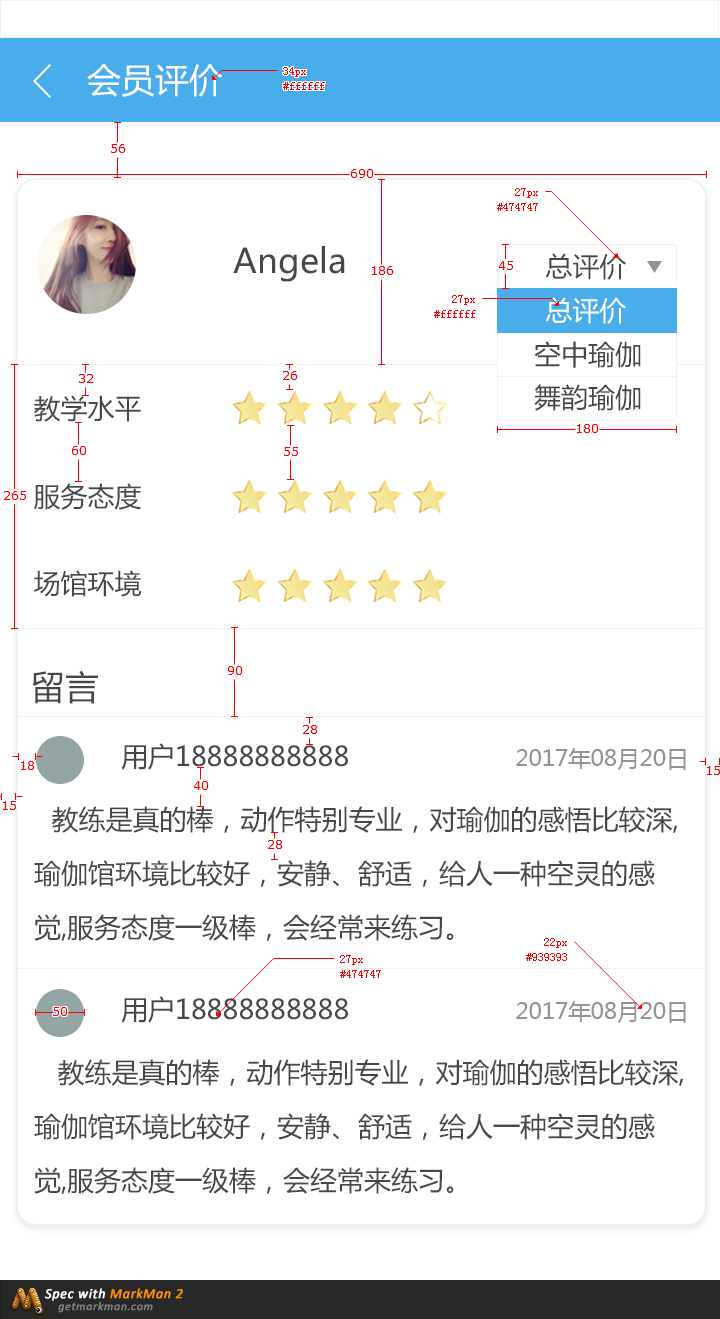 会员评价
34px
#ffffff
56
690
27px
#474747
Angela
186
45
总评价
27px
#ffffff
总评价
空中瑜伽
舞韵瑜伽
180
32
26
教学水平
60
55
265
服务态度
场馆环境
90
留言
28
用户18888888888
2017年08月20日
18
15
15
40
教练是真的棒，动作特别专业，对瑜伽的感悟比较深,
28
瑜伽馆环境比较好，安静、舒适，给人一种空灵的感
觉,服务态度一级棒，会经常来练习。
22px
#939393
27px
#474747
50
用户18888888888
2017年08月20日
教练是真的棒，动作特别专业，对瑜伽的感悟比较深,
瑜伽馆环境比较好，安静、舒适，给人一种空灵的感
觉,服务态度一级棒，会经常来练习。
Spec with MarkMan 2
getmarkman.com